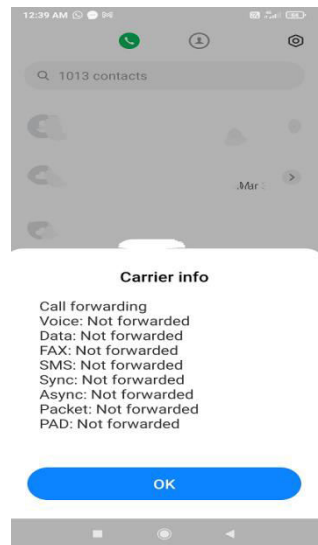 12:39 AM
1013 contacts
Mar
Carrier info
Call forwarding
Voice: Not forwarded
Data: Not forwarded
FAX: Not forwarded
SMS: Not forwarded
Sync: Not forwarded
Async: Not forwarded
Packet: Not forwarded
PAD: Not forwarded
OK